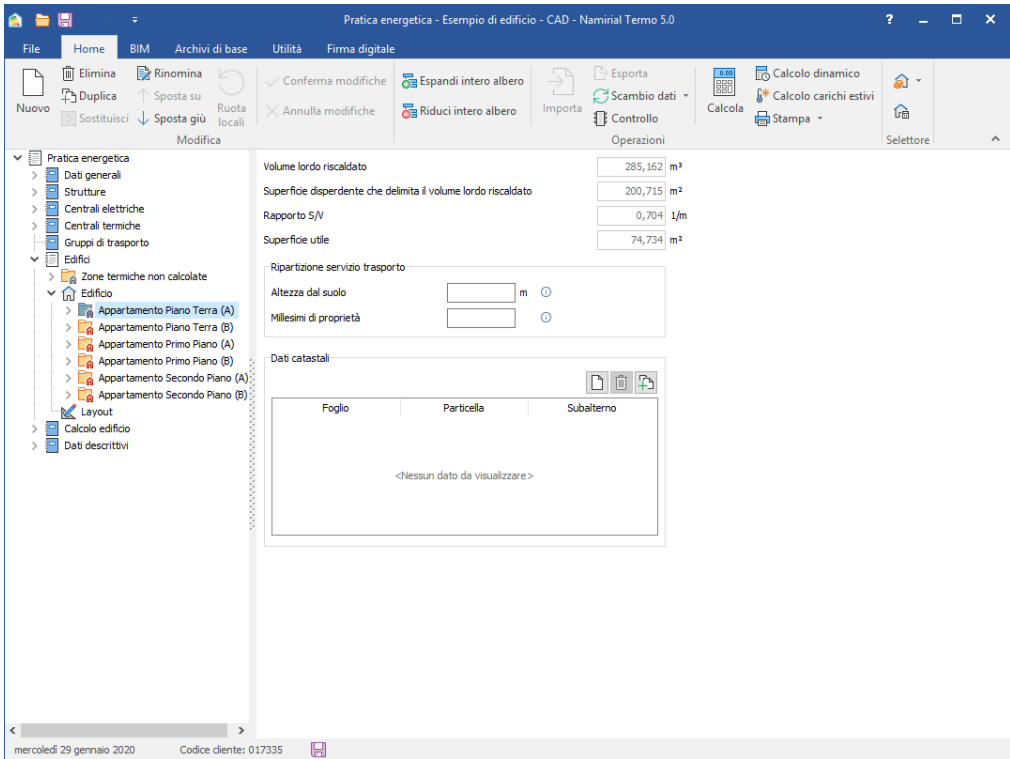 Pratica energetica - Esempio di edificio - CAD - Namirial Termo 5.0
File Home BIM Archivi di base Utilità Firma digitale
Nuovo
Elimina
Duplica
Sostituisci
Rinomina
Sposta su
Sposta giù
Ruota
locali
Modifica
Conferma modifiche
Annulla modifiche
Espandi intero albero
Riduci intero albero
Importa
Esporta
Scambio dati
Controllo
Operazioni
0.00
Calcola
Calcolo dinamico
Calcolo carichi estivi
Stampa
Selettore
Pratica energetica
Dati generali
Strutture
Centrali elettriche
Centrali termiche
Gruppi di trasporto
Edifici
Zone termiche non calcolate
Edificio
Appartamento Piano Terra (A)
Appartamento Piano Terra (B)
Appartamento Primo Piano (A)
Appartamento Primo Piano (B)
Appartamento Secondo Piano (A)
Appartamento Secondo Piano (B)
Layout
Calcolo edificio
Dati descrittivi
Volume lordo riscaldato 285,162 m³
Superficie disperdente che delimita il volume lordo riscaldato 200,715 m²
Rapporto S/V 0,704 1/m
Superficie utile 74,734 m²
Ripartizione servizio trasporto
Altezza dal suolo m
Millesimi di proprietà
Dati catastali
Foglio Particella Subalterno
<Nessun dato da visualizzare>
mercoledì 29 gennaio 2020 Codice cliente: 017335